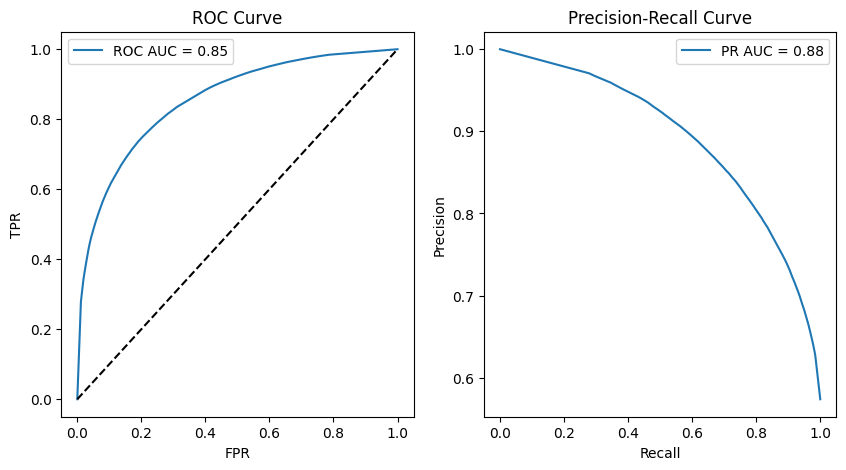 ROC Curve
ROC AUC = 0.85
1.0
0.8
0.6
0.4
0.2
0.0
TPR
0.0 0.2 0.4 0.6 0.8 1.0
FPR
Precision-Recall Curve
PR AUC = 0.88
1.0
0.9
0.8
0.7
0.6
Precision
0.0 0.2 0.4 0.6 0.8 1.0
Recall